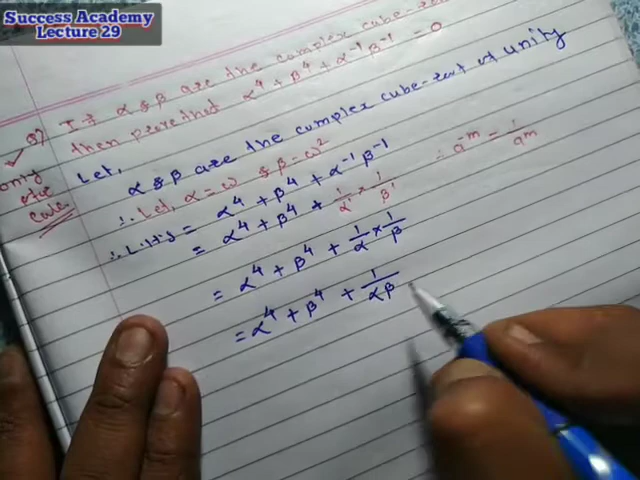 Success Academy
Lecture 29
Q) If α & β are the complex cube-root
then prove that α⁴ + β⁴ + α⁻¹ β⁻¹ = 0
only
Let,
α & β are the complex cube-root of unity
∴ Let, α = ω & β = ω²
∴ L.H.S = α⁴ + β⁴ + α⁻¹ β⁻¹
= α⁴ + β⁴ + 1/α¹ × 1/β¹ ∵ a⁻ᵐ = 1/aᵐ
= α⁴ + β⁴ + 1/α × 1/β
= α⁴ + β⁴ + 1/αβ